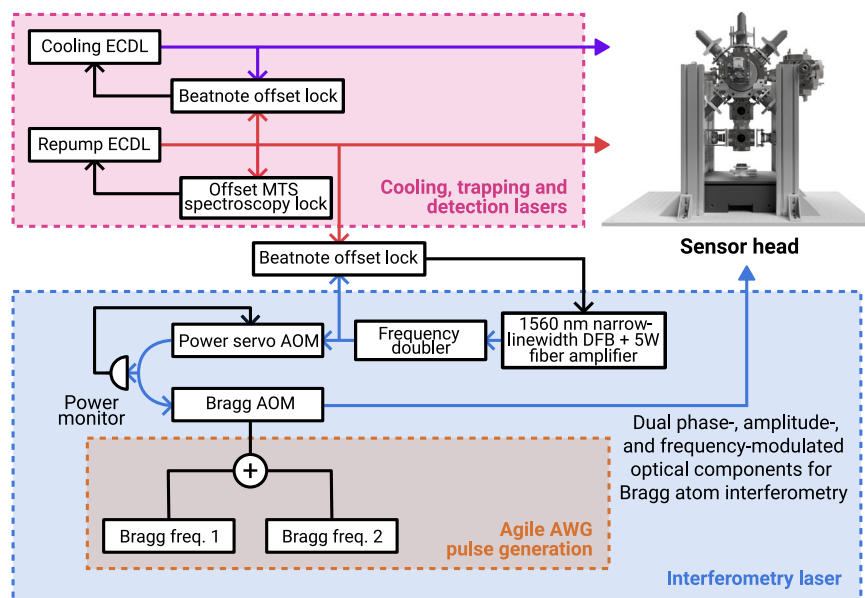 Cooling ECDL
Beatnote offset lock
Repump ECDL
Offset MTS
spectroscopy lock
Cooling, trapping and
detection lasers
Sensor head
Beatnote offset lock
Power servo AOM
Frequency
doubler
1560 nm narrow-
linewidth DFB + 5W
fiber amplifier
Power
monitor
Bragg AOM
Dual phase-, amplitude-,
and frequency-modulated
optical components for
Bragg atom interferometry
+
Bragg freq. 1
Bragg freq. 2
Agile AWG
pulse generation
Interferometry laser